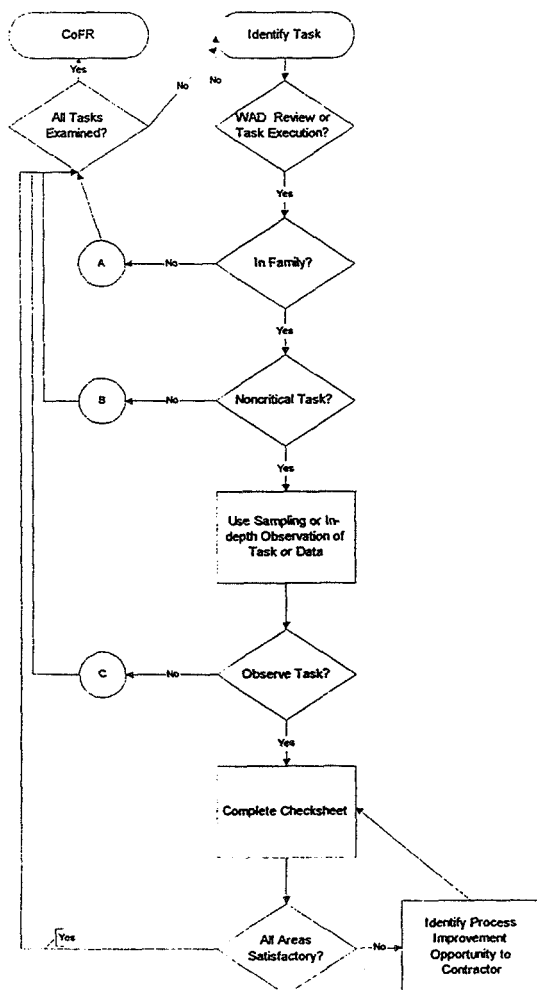 CoFR
Identify Task
Yes
No
No
All Tasks
Examined?
WAD Review or
Task Execution?
Yes
A
No
In Family?
Yes
B
No
Noncritical Task?
Yes
Use Sampling or In-
depth Observation of
Task or Data
C
No
Observe Task?
Yes
Complete Checksheet
Yes
All Areas
Satisfactory?
No
Identify Process
Improvement
Opportunity to
Contractor